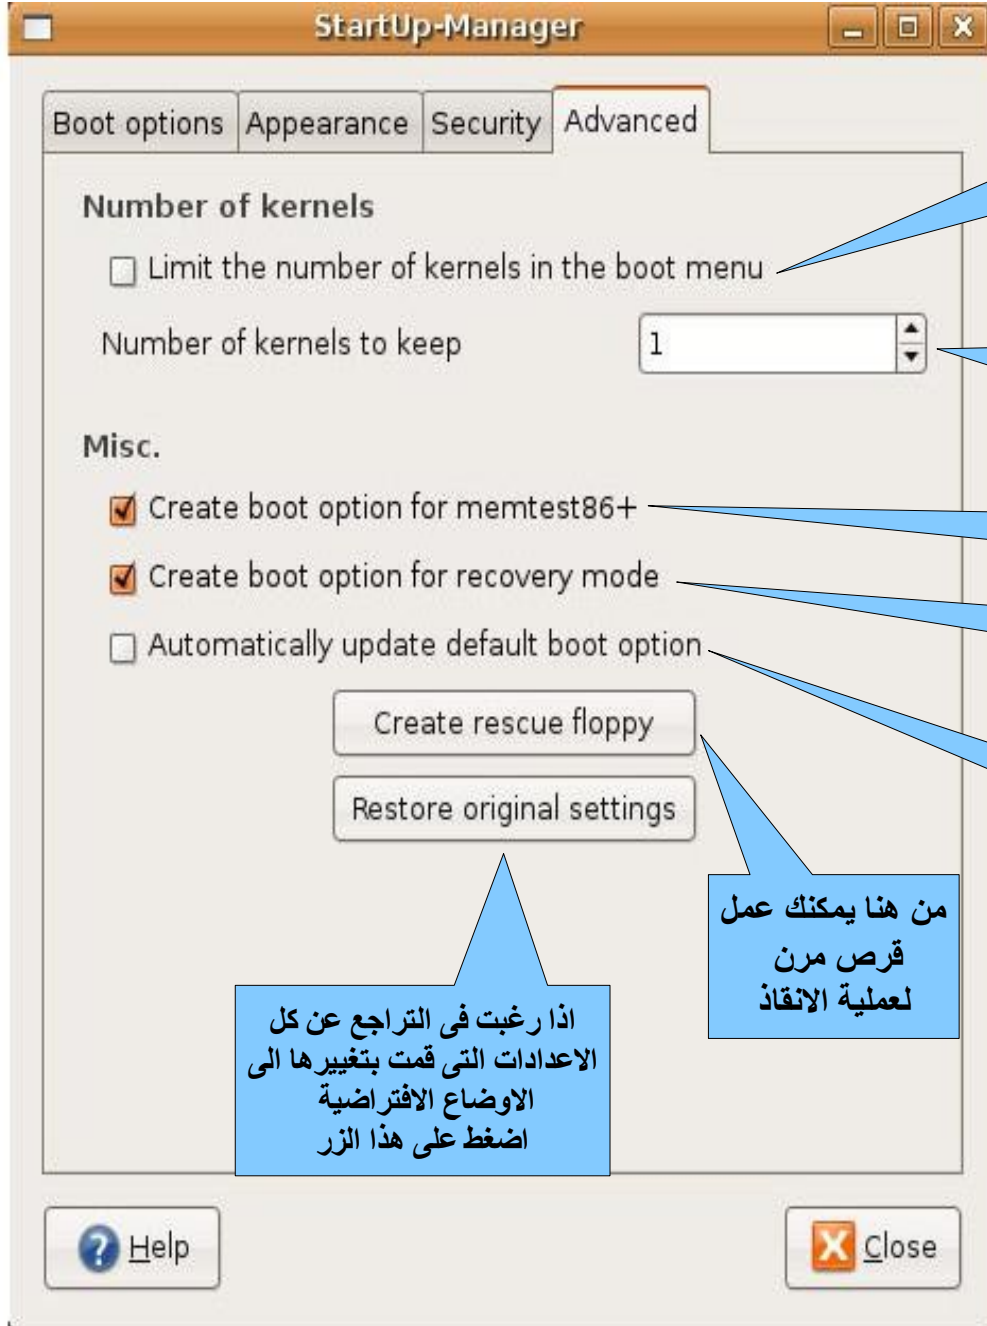 StartUp-Manager
Boot options Appearance Security Advanced
Number of kernels
Limit the number of kernels in the boot menu
Number of kernels to keep 1
Misc.
Create boot option for memtest86+
Create boot option for recovery mode
Automatically update default boot option
Create rescue floppy
Restore original settings
من هنا يمكنك عمل
قرص مرن
لعملية الانقاذ
اذا رغبت فى التراجع عن كل
الاعدادات التى قمت بتغييرها الى
الاوضاع الافتراضية
اضغط على هذا الزر
Help Close